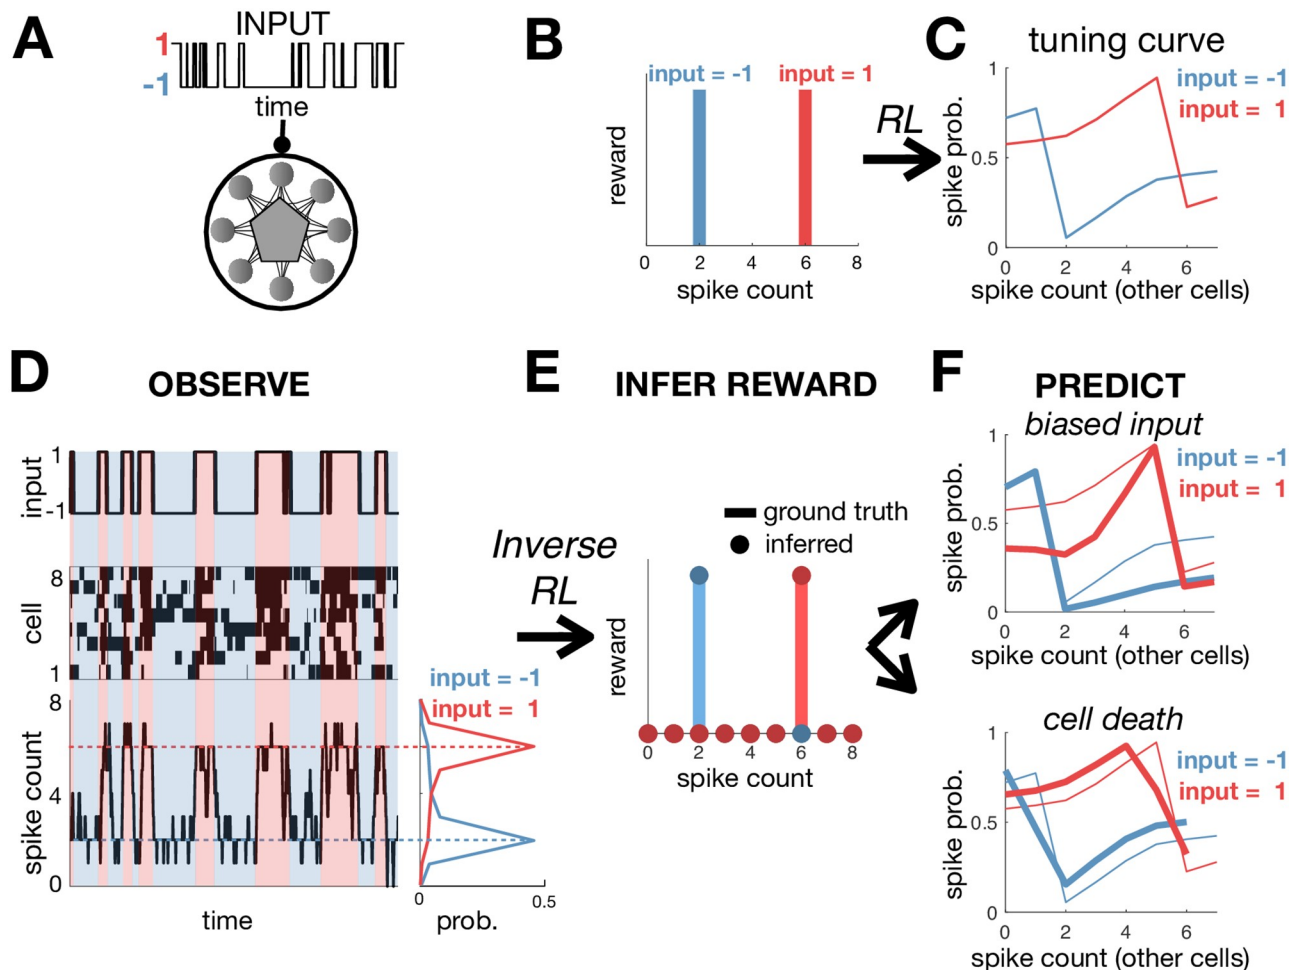 A
INPUT
1
-1
time
B
input = -1
input = 1
reward
0
2
4
6
8
spike count
RL
C
tuning curve
input = -1
input = 1
1
0.5
0
spike prob.
0
2
4
6
spike count (other cells)
D
OBSERVE
1
-1
input
8
1
cell
8
4
0
spike count
time
input = -1
input = 1
0
0.5
prob.
Inverse
RL
E
INFER REWARD
ground truth
inferred
reward
0
2
4
6
8
spike count
F
PREDICT
biased input
input = -1
input = 1
1
0.5
0
spike prob.
0
2
4
6
spike count (other cells)
cell death
input = -1
input = 1
1
0.5
0
spike prob.
0
2
4
6
spike count (other cells)